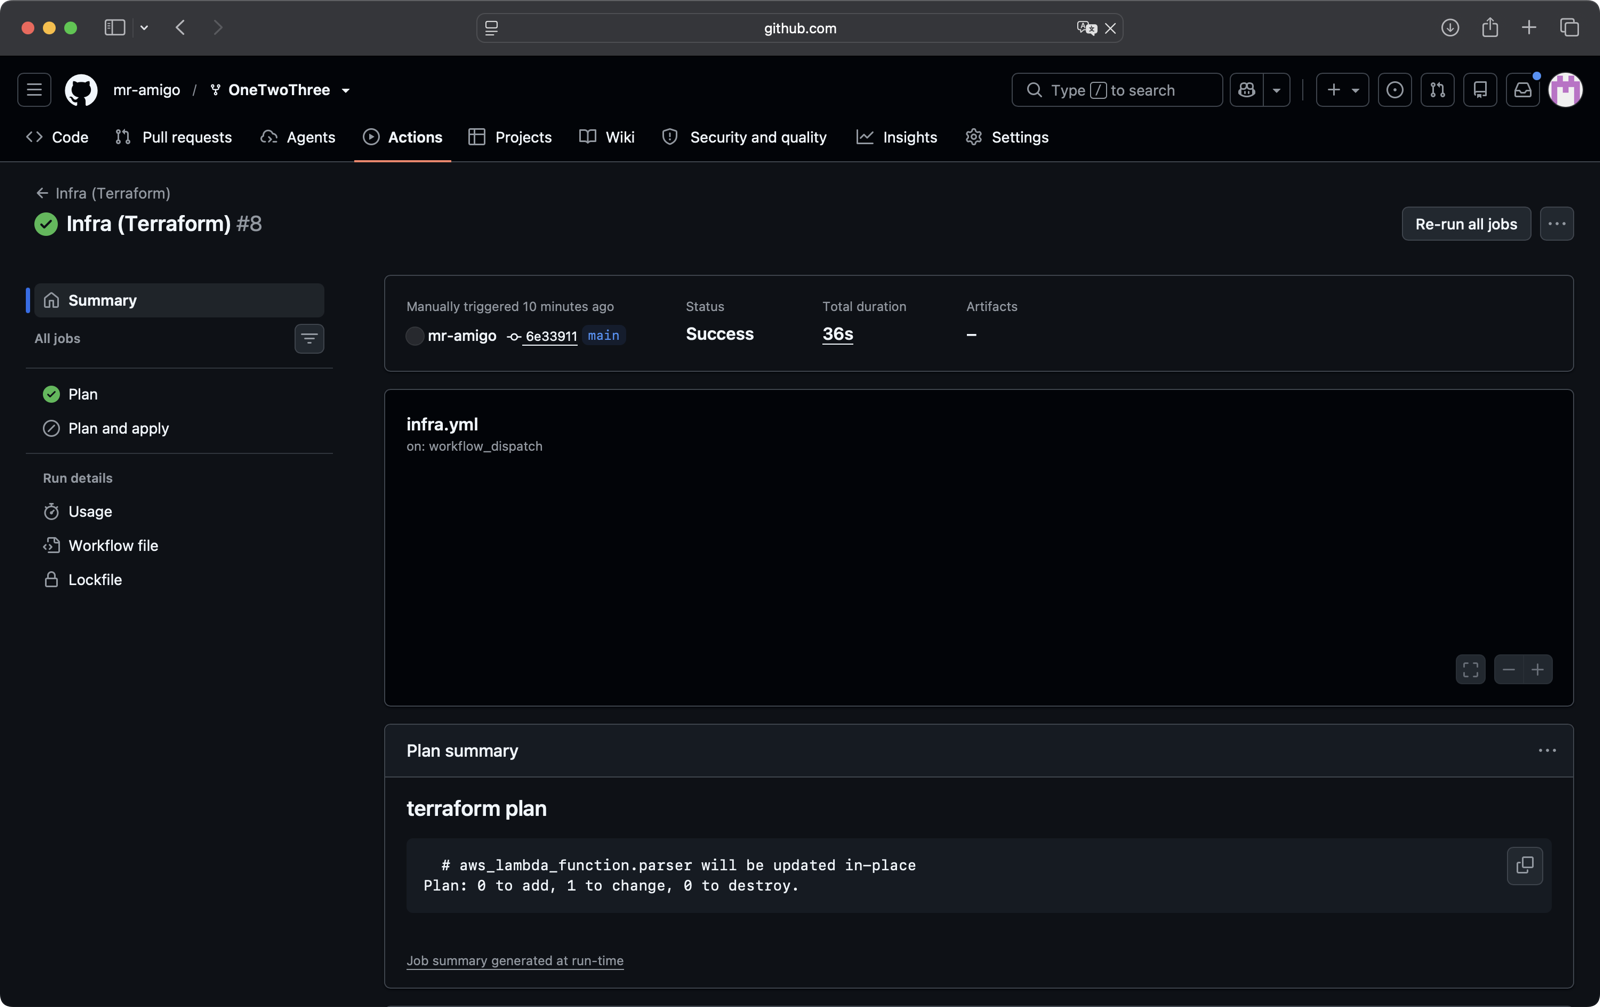 github.com
mr-amigo / OneTwoThree
Type / to search
Code
Pull requests
Agents
Actions
Projects
Wiki
Security and quality
Insights
Settings
Infra (Terraform)
Infra (Terraform) #8
Re-run all jobs
Summary
All jobs
Plan
Plan and apply
Run details
Usage
Workflow file
Lockfile
Manually triggered 10 minutes ago
mr-amigo 6e33911 main
Status
Success
Total duration
36s
Artifacts
–
infra.yml
on: workflow_dispatch
Plan summary
terraform plan
# aws_lambda_function.parser will be updated in-place
Plan: 0 to add, 1 to change, 0 to destroy.
Job summary generated at run-time